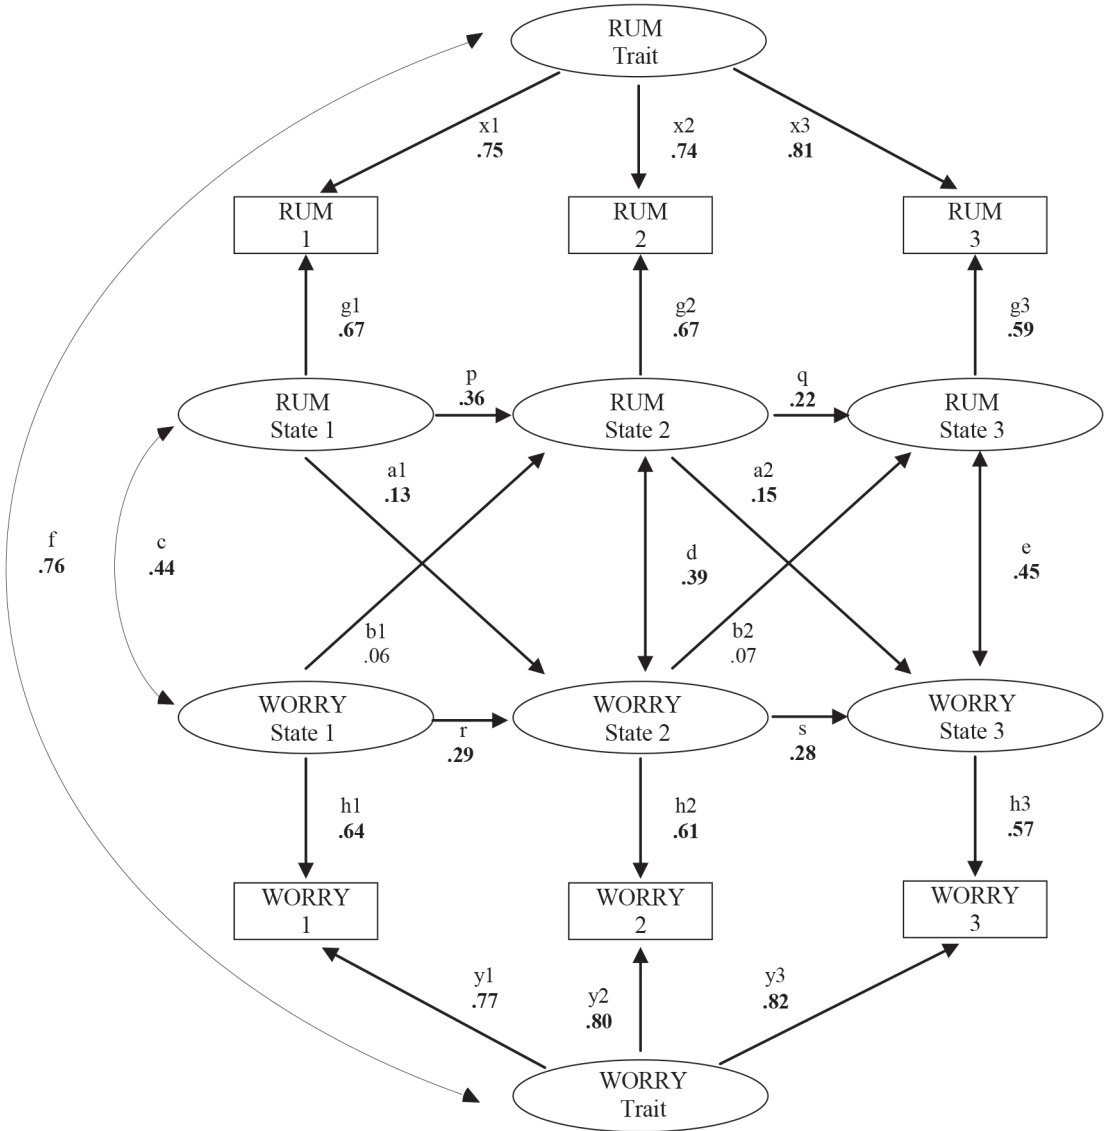 RUM
Trait
x1
.75
x2
.74
x3
.81
RUM
1
RUM
2
RUM
3
g1
.67
g2
.67
g3
.59
RUM
State 1
p
.36
RUM
State 2
q
.22
RUM
State 3
a1
.13
a2
.15
f
.76
c
.44
d
.39
e
.45
b1
.06
b2
.07
WORRY
State 1
r
.29
WORRY
State 2
s
.28
WORRY
State 3
h1
.64
h2
.61
h3
.57
WORRY
1
WORRY
2
WORRY
3
y1
.77
y2
.80
y3
.82
WORRY
Trait